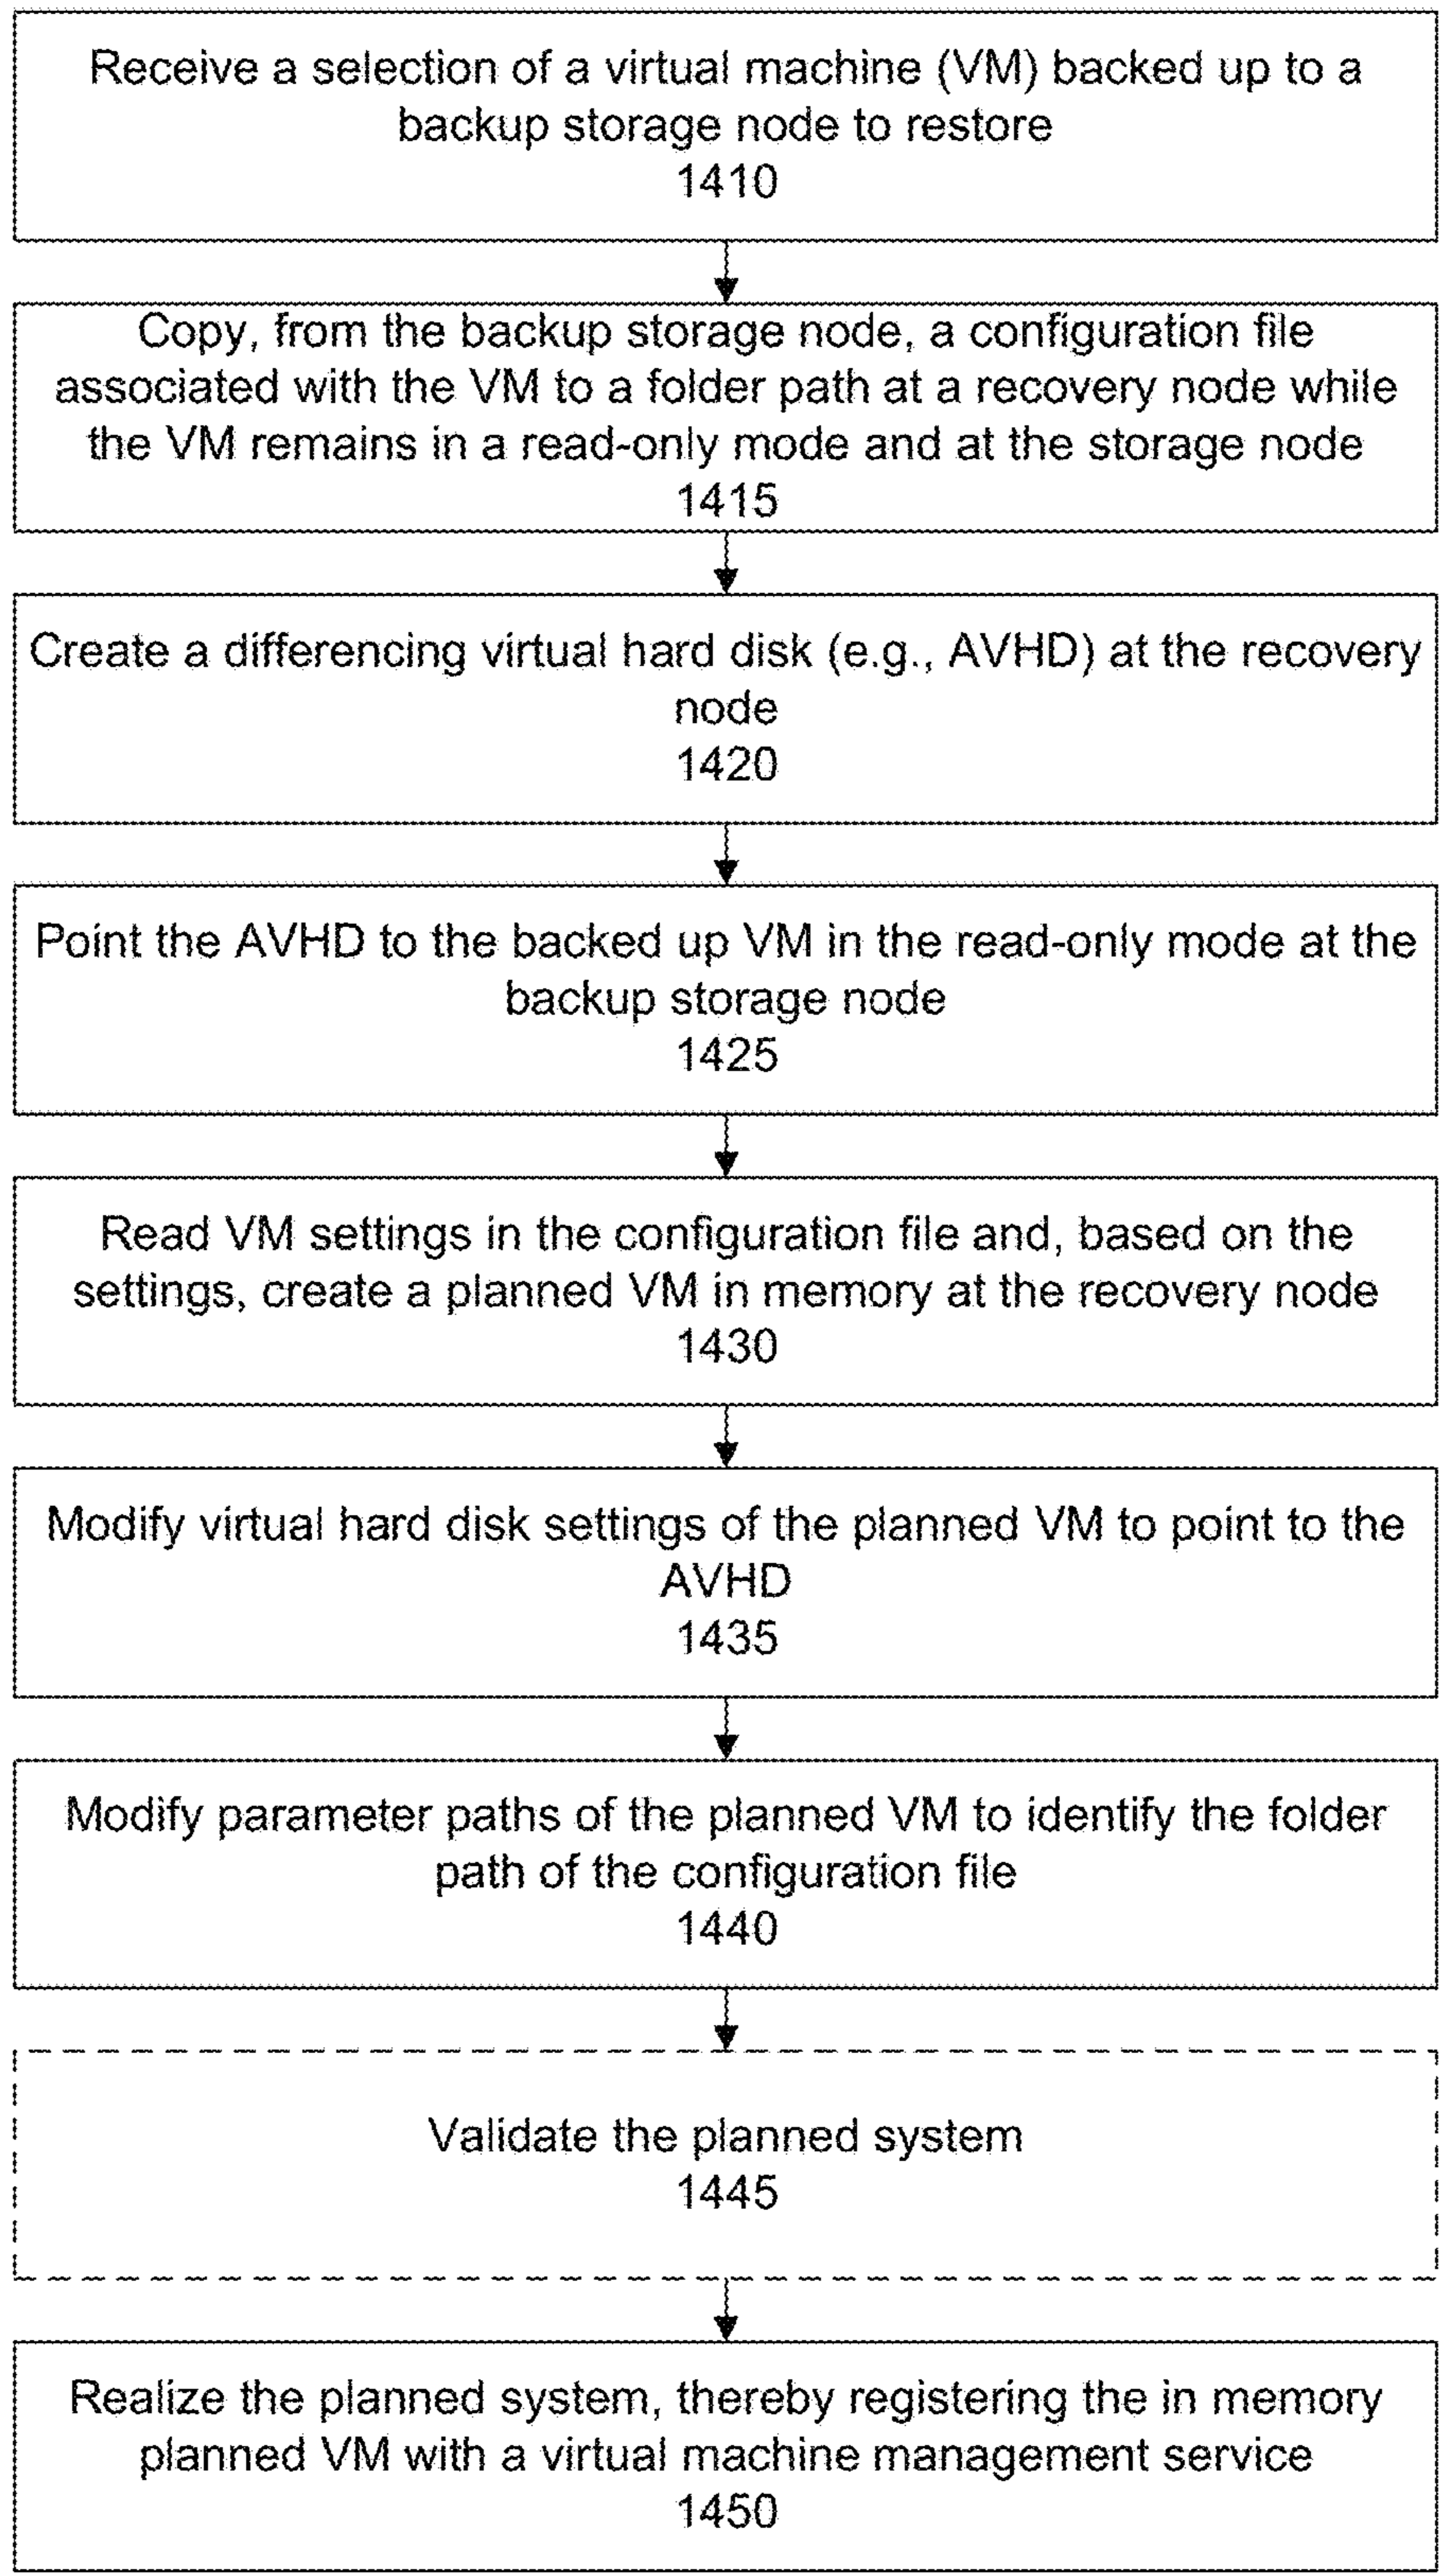 Receive a selection of a virtual machine (VM) backed up to a
backup storage node to restore
1410
Copy, from the backup storage node, a configuration file
associated with the VM to a folder path at a recovery node while
the VM remains in a read-only mode and at the storage node
1415
Create a differencing virtual hard disk (e.g., AVHD) at the recovery
node
1420
Point the AVHD to the backed up VM in the read-only mode at the
backup storage node
1425
Read VM settings in the configuration file and, based on the
settings, create a planned VM in memory at the recovery node
1430
Modify virtual hard disk settings of the planned VM to point to the
AVHD
1435
Modify parameter paths of the planned VM to identify the folder
path of the configuration file
1440
Validate the planned system
1445
Realize the planned system, thereby registering the in memory
planned VM with a virtual machine management service
1450